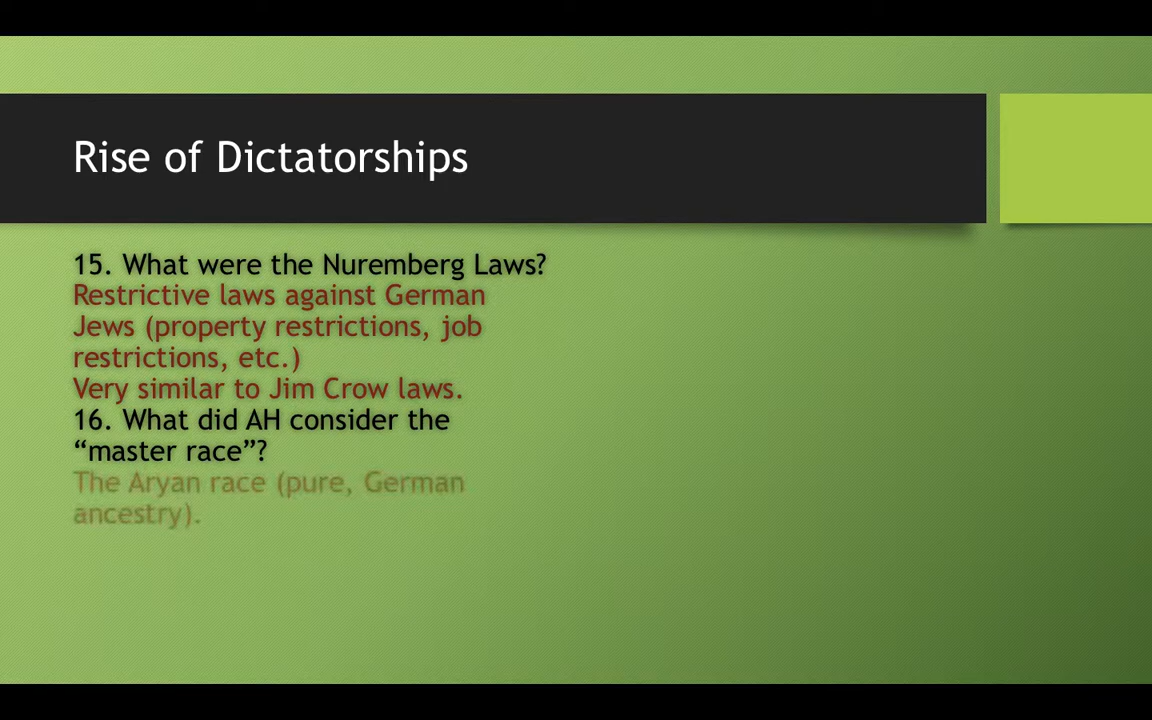 Rise of Dictatorships
15. What were the Nuremberg Laws?
Restrictive laws against German
Jews (property restrictions, job
restrictions, etc.)
Very similar to Jim Crow laws.
16. What did AH consider the
“master race”?
The Aryan race (pure, German
ancestry).